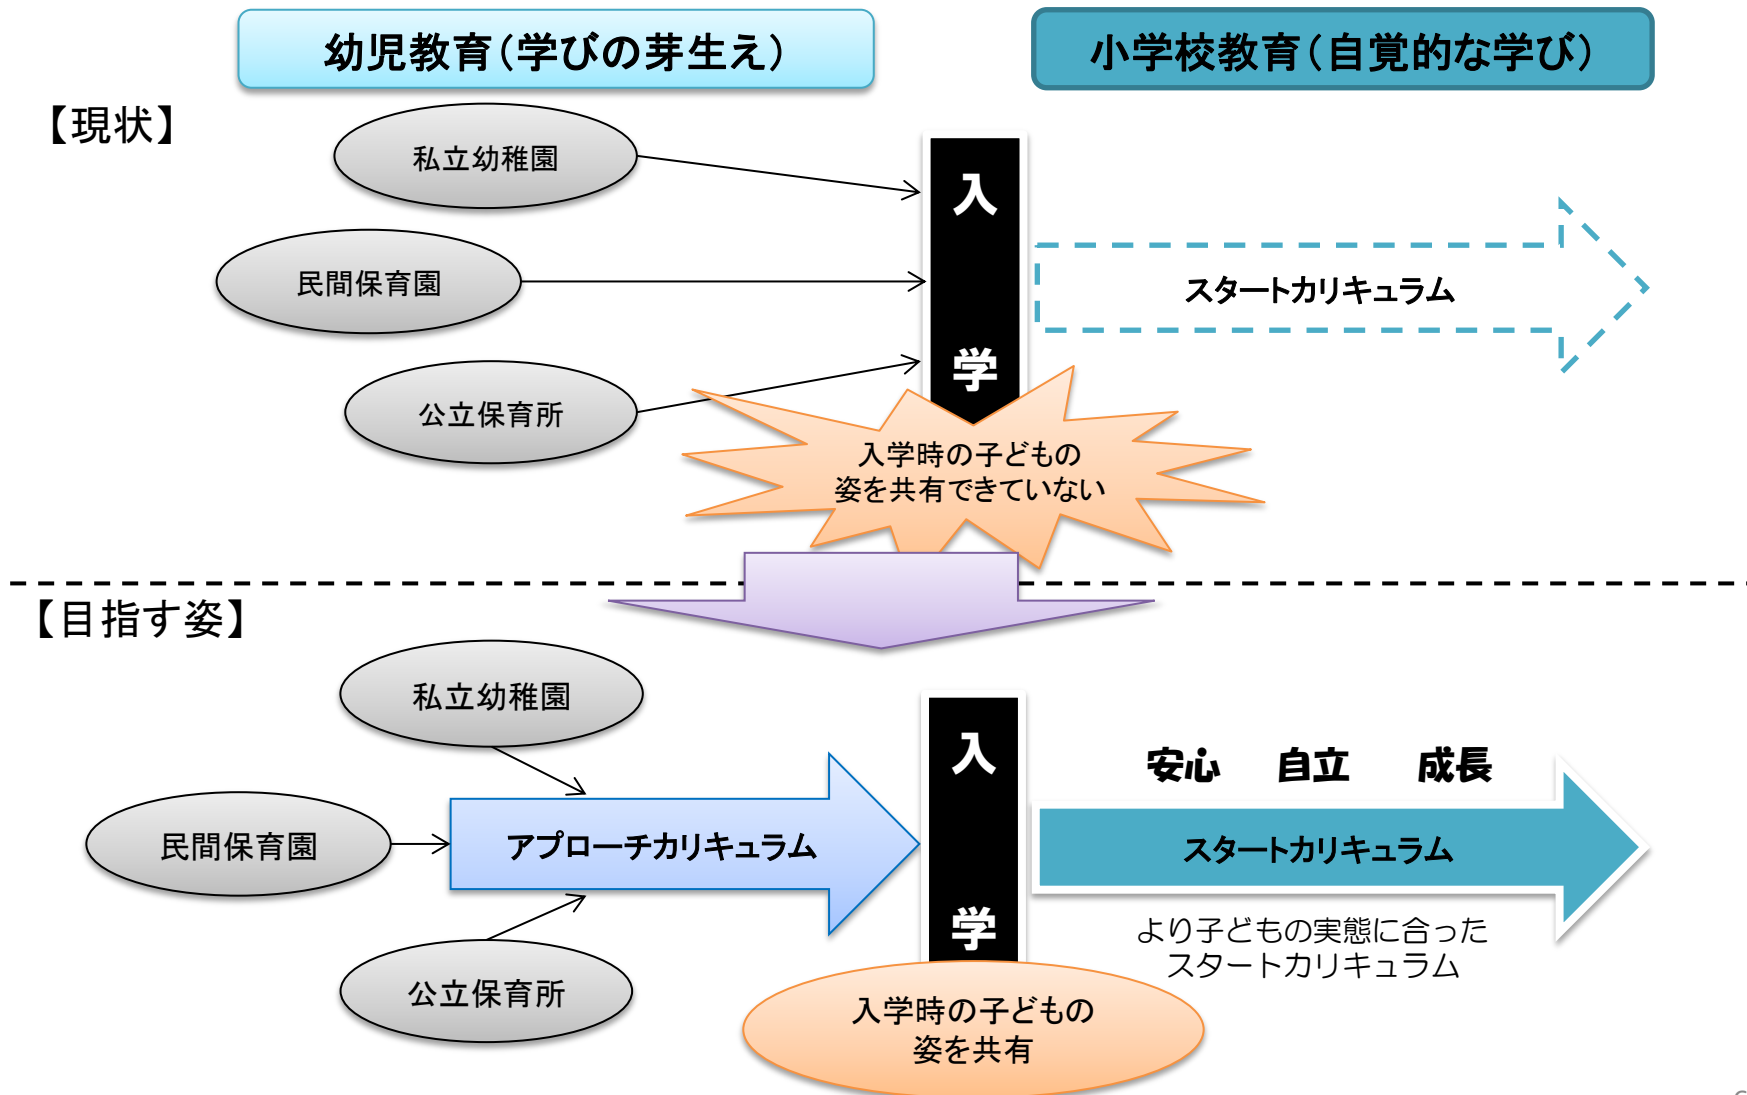 幼児教育(学びの芽生え)
小学校教育(自覚的な学び)
【現状】
私立幼稚園
民間保育園
公立保育所
入
学
スタートカリキュラム
入学時の子どもの
姿を共有できていない
【目指す姿】
私立幼稚園
民間保育園
公立保育所
アプローチカリキュラム
入
学
安心 自立 成長
スタートカリキュラム
より子どもの実態に合った
スタートカリキュラム
入学時の子どもの
姿を共有